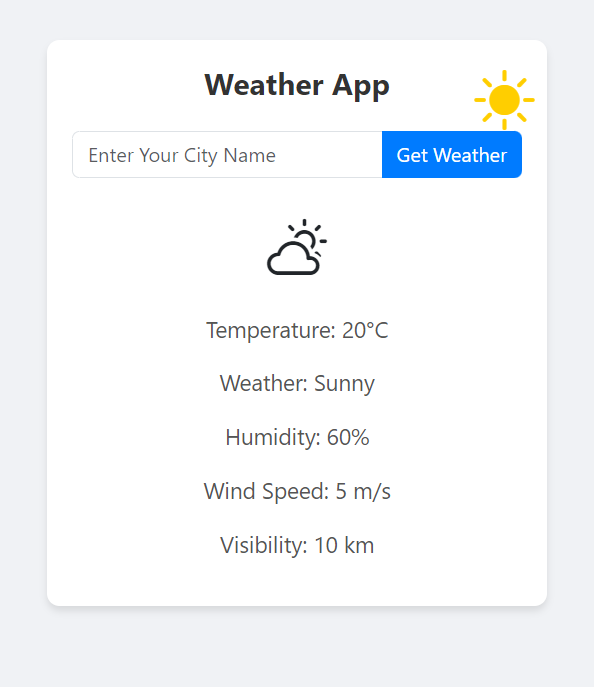 Weather App
Enter Your City Name
Get Weather
Temperature: 20°C
Weather: Sunny
Humidity: 60%
Wind Speed: 5 m/s
Visibility: 10 km